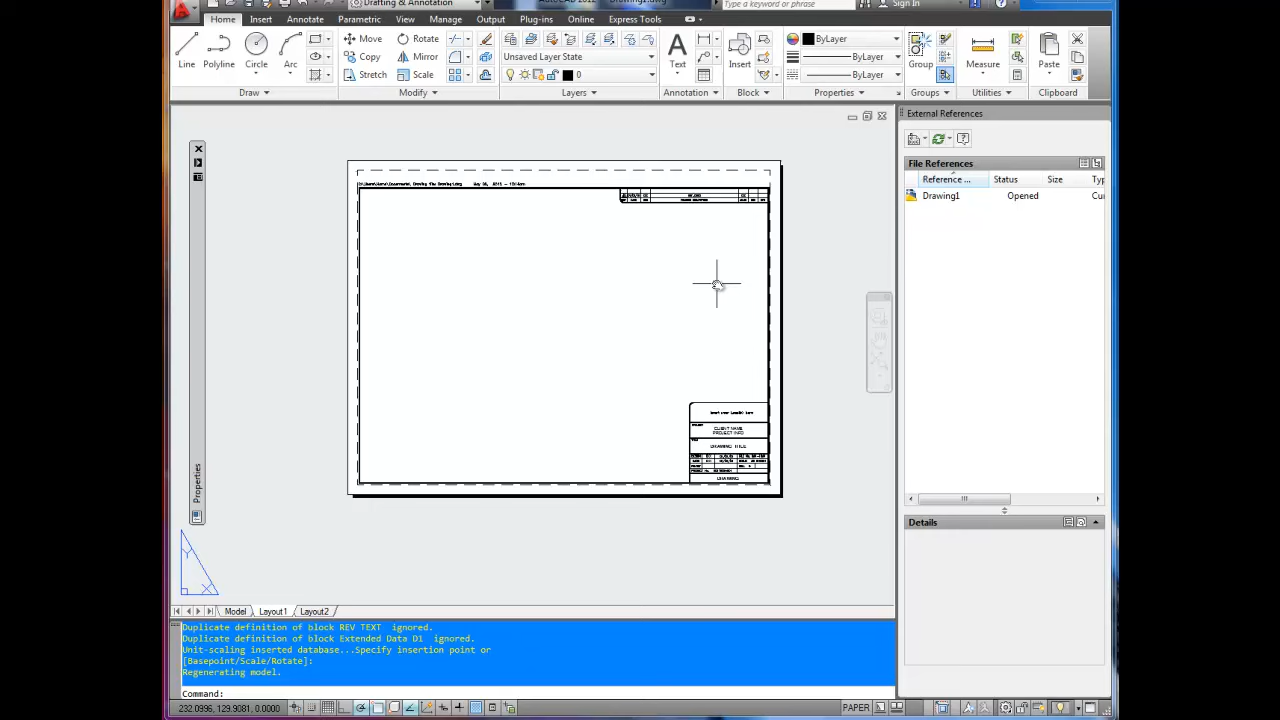 Drafting & Annotation
Type a keyword or phrase
Sign In
Home Insert Annotate Parametric View Manage Output Plug-ins Online Express Tools
Line Polyline Circle Arc
Move Rotate
Copy Mirror
Stretch Scale
Unsaved Layer State
0
Text
Insert
ByLayer
ByLayer
ByLayer
Group
Measure
Paste
Draw Modify Layers Annotation Block Properties Groups Utilities Clipboard
External References
File References
Reference ... Status Size Ty
Drawing1 Opened Cu
CLIENT NAME
PROJECT INFO
DRAWING TITLE
Properties
Details
Y
X
Model Layout1 Layout2
Duplicate definition of block REV TEXT ignored.
Duplicate definition of block Extended Data D1 ignored.
Unit-scaling inserted database...Specify insertion point or
[Basepoint/Scale/Rotate]:
Regenerating model.
Command:
232.0996, 129.9081, 0.0000
PAPER